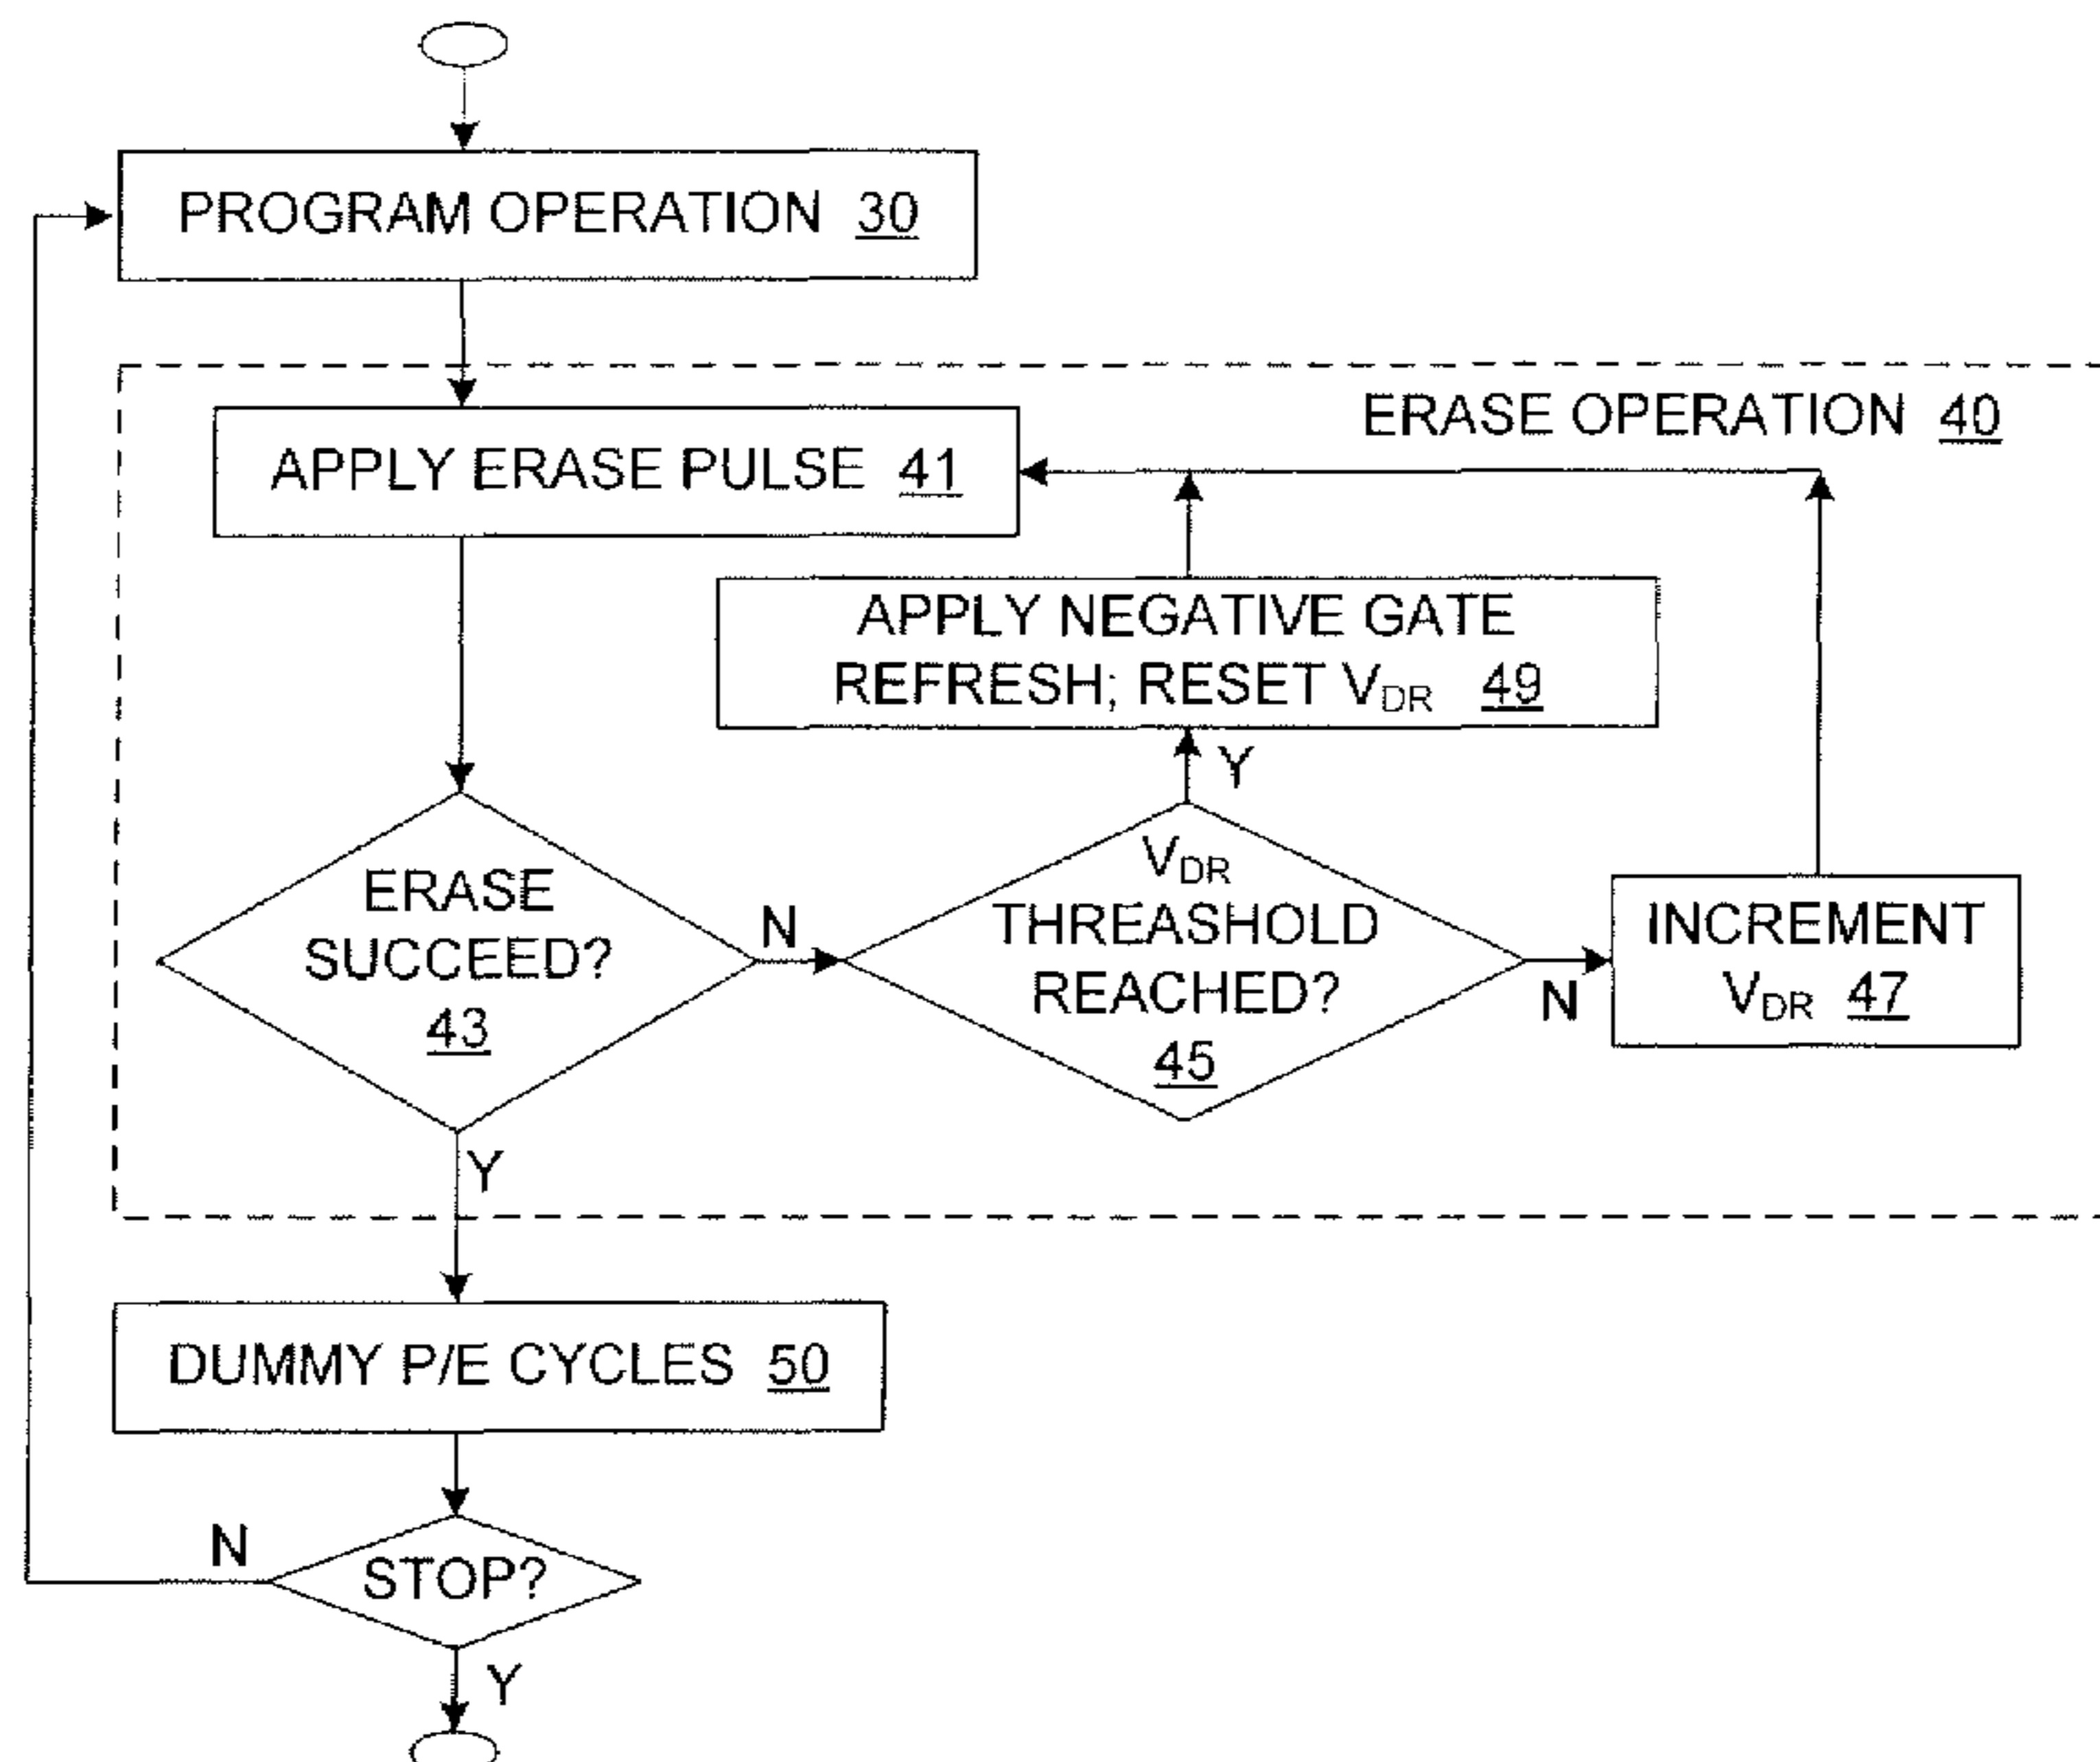 PROGRAM OPERATION 30
ERASE OPERATION 40
APPLY ERASE PULSE 41
APPLY NEGATIVE GATE
REFRESH; RESET VDR 49
Y
ERASE
SUCCEED?
43
N
VDR
THREASHOLD
REACHED?
45
N
INCREMENT
VDR 47
Y
DUMMY P/E CYCLES 50
N
STOP?
Y